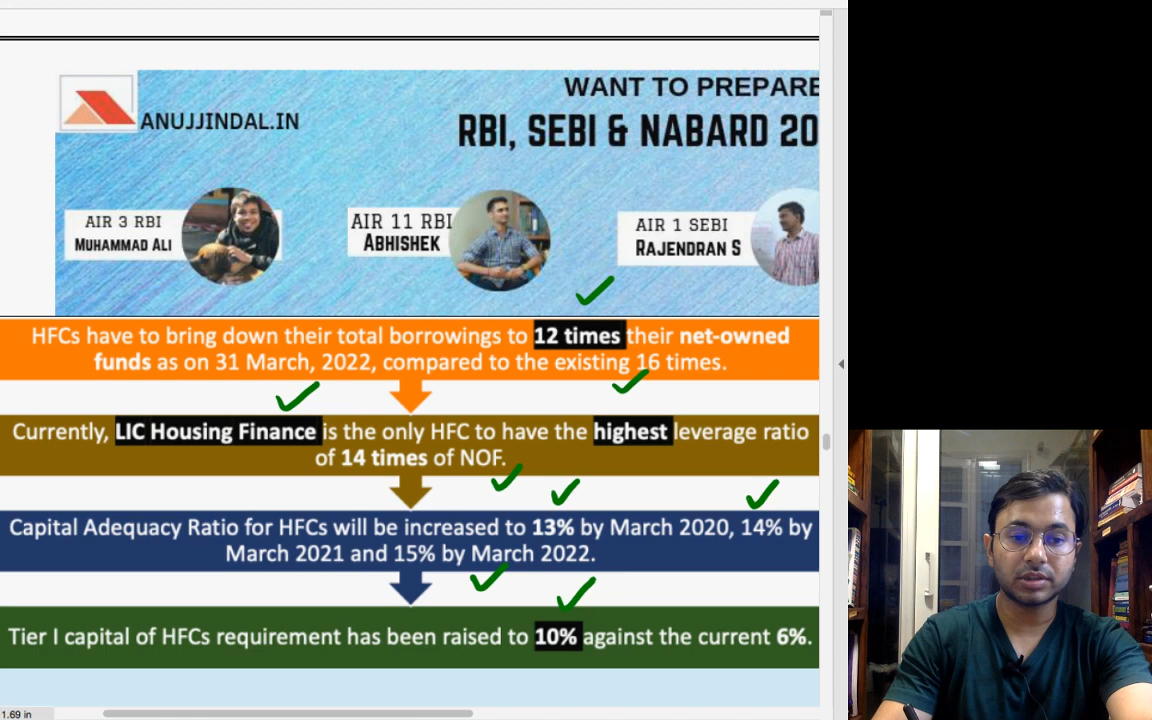 WANT TO PREPARE
ANUJJINDAL.IN
RBI, SEBI & NABARD 20
AIR 3 RBI
MUHAMMAD ALI
AIR 11 RBI
ABHISHEK
AIR 1 SEBI
RAJENDRAN S
HFCs have to bring down their total borrowings to 12 times their net-owned
funds as on 31 March, 2022, compared to the existing 16 times.
Currently, LIC Housing Finance is the only HFC to have the highest leverage ratio
of 14 times of NOF.
Capital Adequacy Ratio for HFCs will be increased to 13% by March 2020, 14% by
March 2021 and 15% by March 2022.
Tier I capital of HFCs requirement has been raised to 10% against the current 6%.
1.69 in